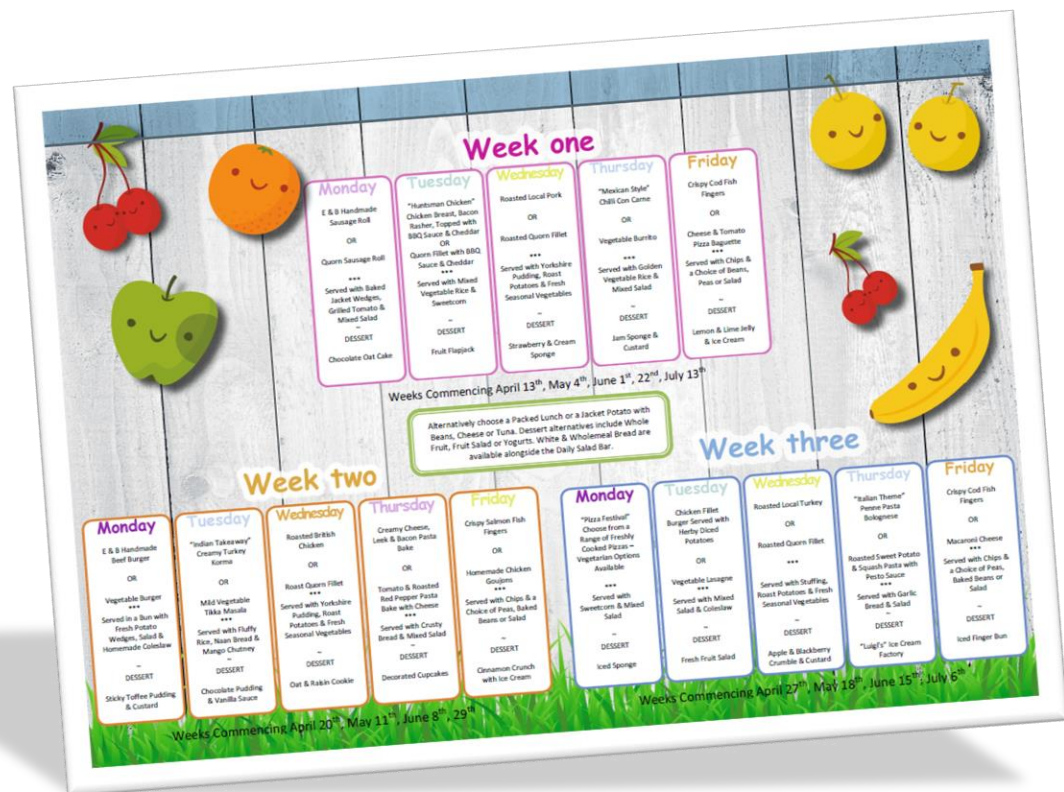 Week one
Monday
E & B Handmade
Sausage Roll
OR
Quorn Sausage Roll
***
Served with Baked
Jacket Wedges,
Grilled Tomato &
Mixed Salad
~
DESSERT
Chocolate Oat Cake
Tuesday
"Huntsman Chicken"
Chicken Breast, Bacon
Rasher, Topped with
BBQ Sauce & Cheddar
OR
Quorn Fillet with BBQ
Sauce & Cheddar
***
Served with Mixed
Vegetable Rice &
Sweetcorn
~
DESSERT
Fruit Flapjack
Wednesday
Roasted Local Pork
OR
Roasted Quorn Fillet
***
Served with Yorkshire
Pudding, Roast
Potatoes & Fresh
Seasonal Vegetables
~
DESSERT
Strawberry & Cream
Sponge
Thursday
"Mexican Style"
Chilli Con Carne
OR
Vegetable Burrito
***
Served with Golden
Vegetable Rice &
Mixed Salad
~
DESSERT
Jam Sponge &
Custard
Friday
Crispy Cod Fish
Fingers
OR
Cheese & Tomato
Pizza Baguette
***
Served with Chips &
a Choice of Beans,
Peas or Salad
~
DESSERT
Lemon & Lime Jelly
& Ice Cream
Weeks Commencing April 13th, May 4th, June 1st, 22nd, July 13th
Alternatively choose a Packed Lunch or a Jacket Potato with
Beans, Cheese or Tuna. Dessert alternatives include Whole
Fruit, Fruit Salad or Yogurts. White & Wholemeal Bread are
available alongside the Daily Salad Bar.
Week two
Monday
E & B Handmade
Beef Burger
OR
Vegetable Burger
***
Served in a Bun with
Fresh Potato
Wedges, Salad &
Homemade Coleslaw
~
DESSERT
Sticky Toffee Pudding
& Custard
Tuesday
"Indian Takeaway"
Creamy Turkey
Korma
OR
Mild Vegetable
Tikka Masala
***
Served with Fluffy
Rice, Naan Bread &
Mango Chutney
~
DESSERT
Chocolate Pudding
& Vanilla Sauce
Wednesday
Roasted British
Chicken
OR
Roast Quorn Fillet
***
Served with Yorkshire
Pudding, Roast
Potatoes & Fresh
Seasonal Vegetables
~
DESSERT
Oat & Raisin Cookie
Thursday
Creamy Cheese,
Leek & Bacon Pasta
Bake
OR
Tomato & Roasted
Red Pepper Pasta
Bake with Cheese
***
Served with Crusty
Bread & Mixed Salad
~
DESSERT
Decorated Cupcakes
Friday
Crispy Salmon Fish
Fingers
OR
Homemade Chicken
Goujons
***
Served with Chips & a
Choice of Peas, Baked
Beans or Salad
~
DESSERT
Cinnamon Crunch
with Ice Cream
Weeks Commencing April 20th, May 11th, June 8th, 29th
Week three
Monday
"Pizza Festival"
Choose from a
Range of Freshly
Cooked Pizzas –
Vegetarian Options
Available
***
Served with
Sweetcorn & Mixed
Salad
~
DESSERT
Iced Sponge
Tuesday
Chicken Fillet
Burger Served with
Herby Diced
Potatoes
OR
Vegetable Lasagne
***
Served with Mixed
Salad & Coleslaw
~
DESSERT
Fresh Fruit Salad
Wednesday
Roasted Local Turkey
OR
Roasted Quorn Fillet
***
Served with Stuffing,
Roast Potatoes & Fresh
Seasonal Vegetables
~
DESSERT
Apple & Blackberry
Crumble & Custard
Thursday
"Italian Theme"
Penne Pasta
Bolognese
OR
Roasted Sweet Potato
& Squash Pasta with
Pesto Sauce
***
Served with Garlic
Bread & Salad
~
DESSERT
"Luigi's" Ice Cream
Factory
Friday
Crispy Cod Fish
Fingers
OR
Macaroni Cheese
***
Served with Chips &
a Choice of Peas,
Baked Beans or
Salad
~
DESSERT
Iced Finger Bun
Weeks Commencing April 27th, May 18th, June 15th, July 6th